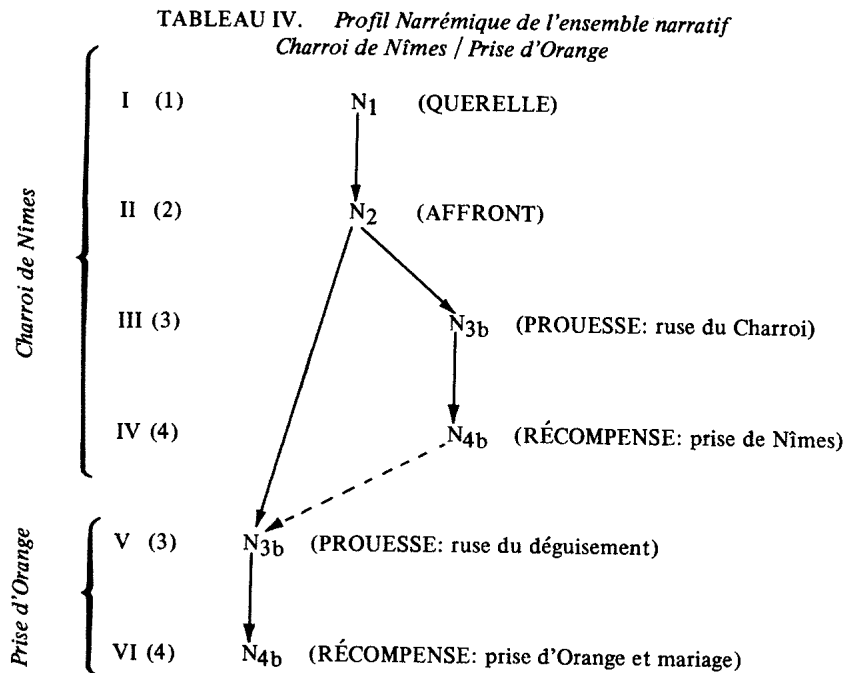 TABLEAU IV. Profil Narrémique de l'ensemble narratif
Charroi de Nîmes / Prise d'Orange
Charroi de Nîmes
I (1) N1 (QUERELLE)
II (2) N2 (AFFRONT)
III (3) N3b (PROUESSE: ruse du Charroi)
IV (4) N4b (RÉCOMPENSE: prise de Nîmes)
Prise d'Orange
V (3) N3b (PROUESSE: ruse du déguisement)
VI (4) N4b (RÉCOMPENSE: prise d'Orange et mariage)